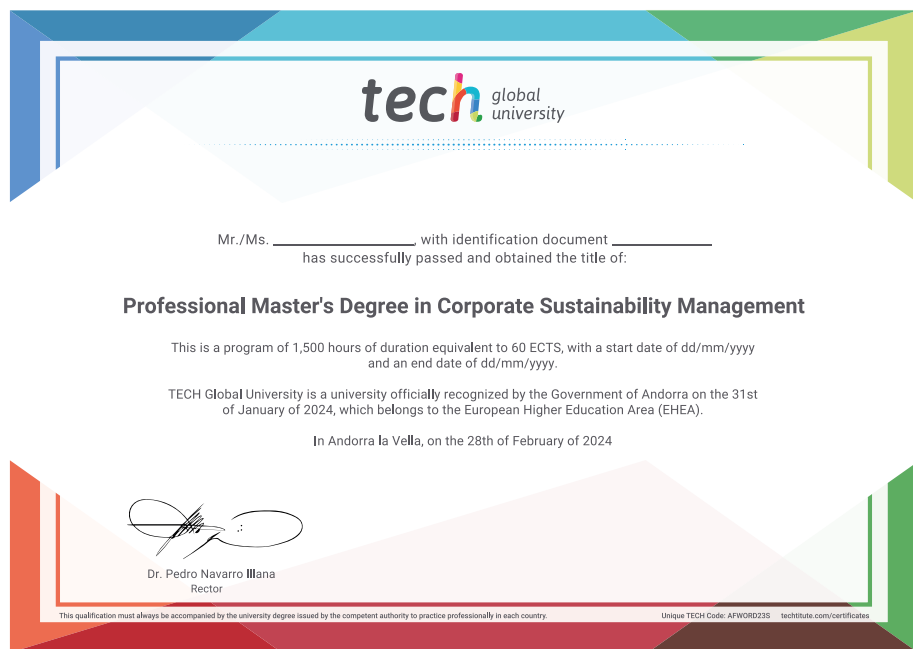 tech global
university
Mr./Ms. ________________, with identification document ____________
has successfully passed and obtained the title of:
Professional Master's Degree in Corporate Sustainability Management
This is a program of 1,500 hours of duration equivalent to 60 ECTS, with a start date of dd/mm/yyyy
and an end date of dd/mm/yyyy.
TECH Global University is a university officially recognized by the Government of Andorra on the 31st
of January of 2024, which belongs to the European Higher Education Area (EHEA).
In Andorra la Vella, on the 28th of February of 2024
Dr. Pedro Navarro Illana
Rector
This qualification must always be accompanied by the university degree issued by the competent authority to practice professionally in each country. Unique TECH Code: AFWORD23S techtitute.com/certificates